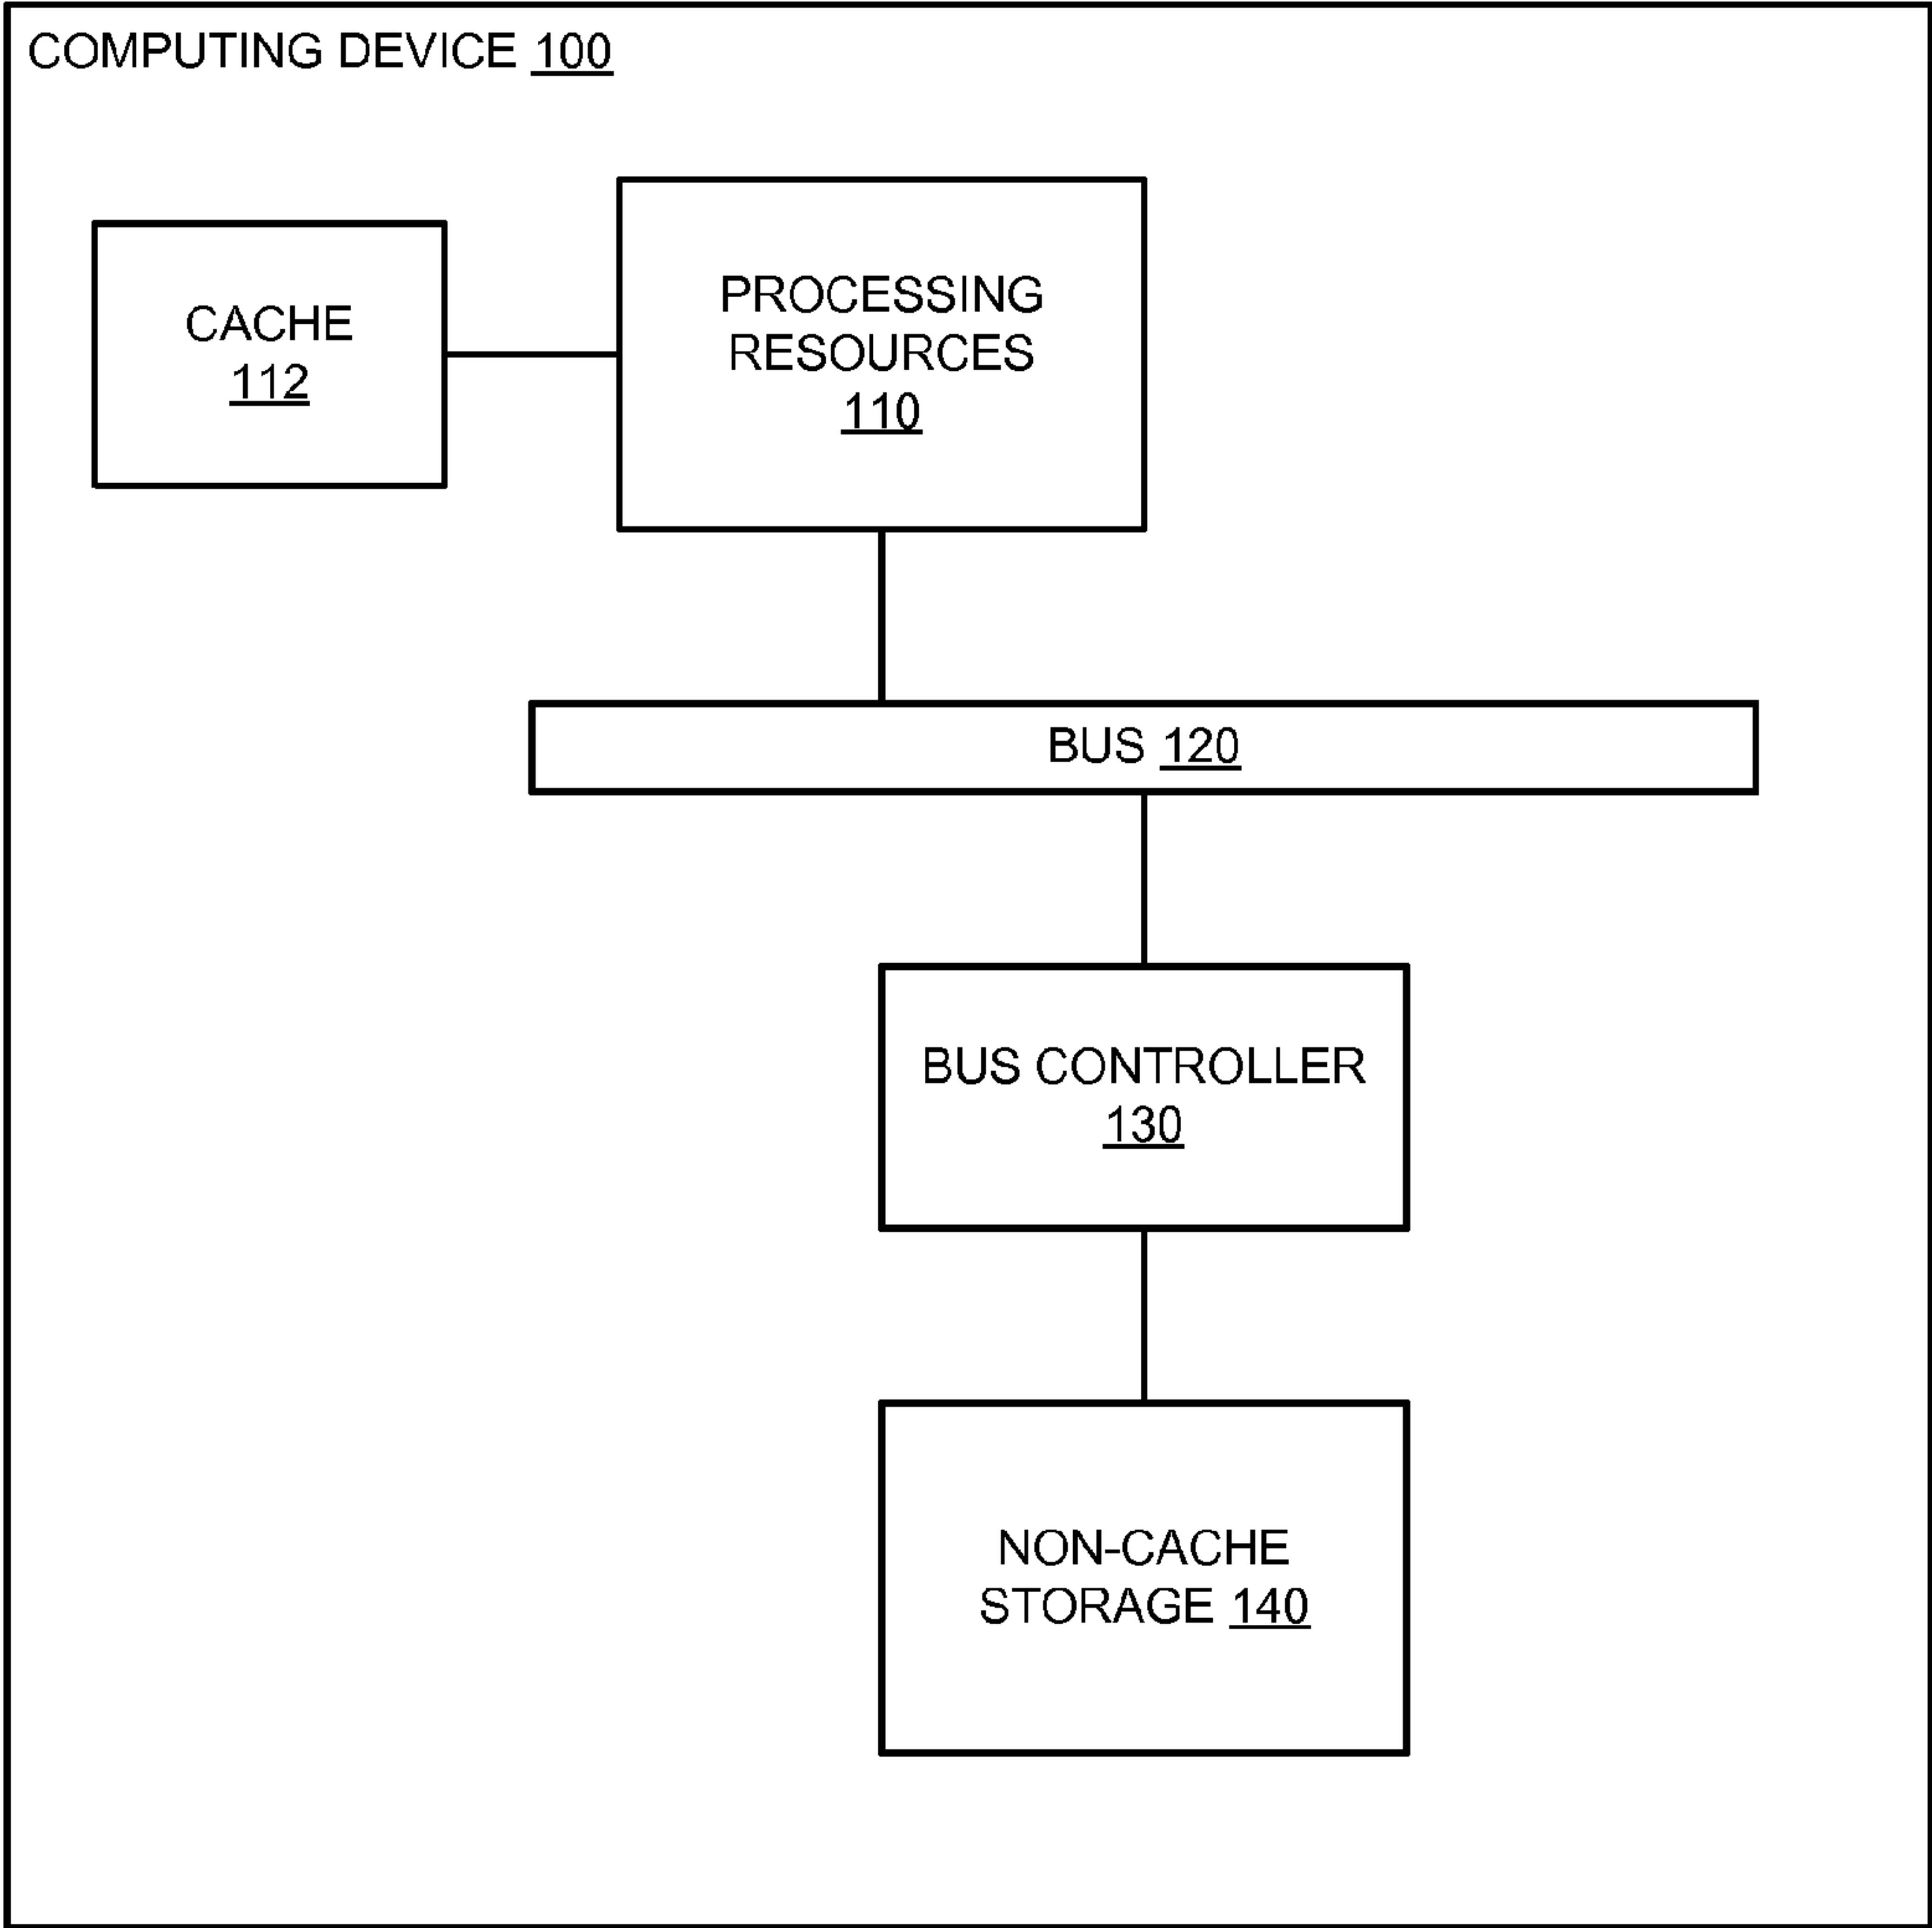 COMPUTING DEVICE 100
CACHE
112
PROCESSING
RESOURCES
110
BUS 120
BUS CONTROLLER
130
NON-CACHE
STORAGE 140